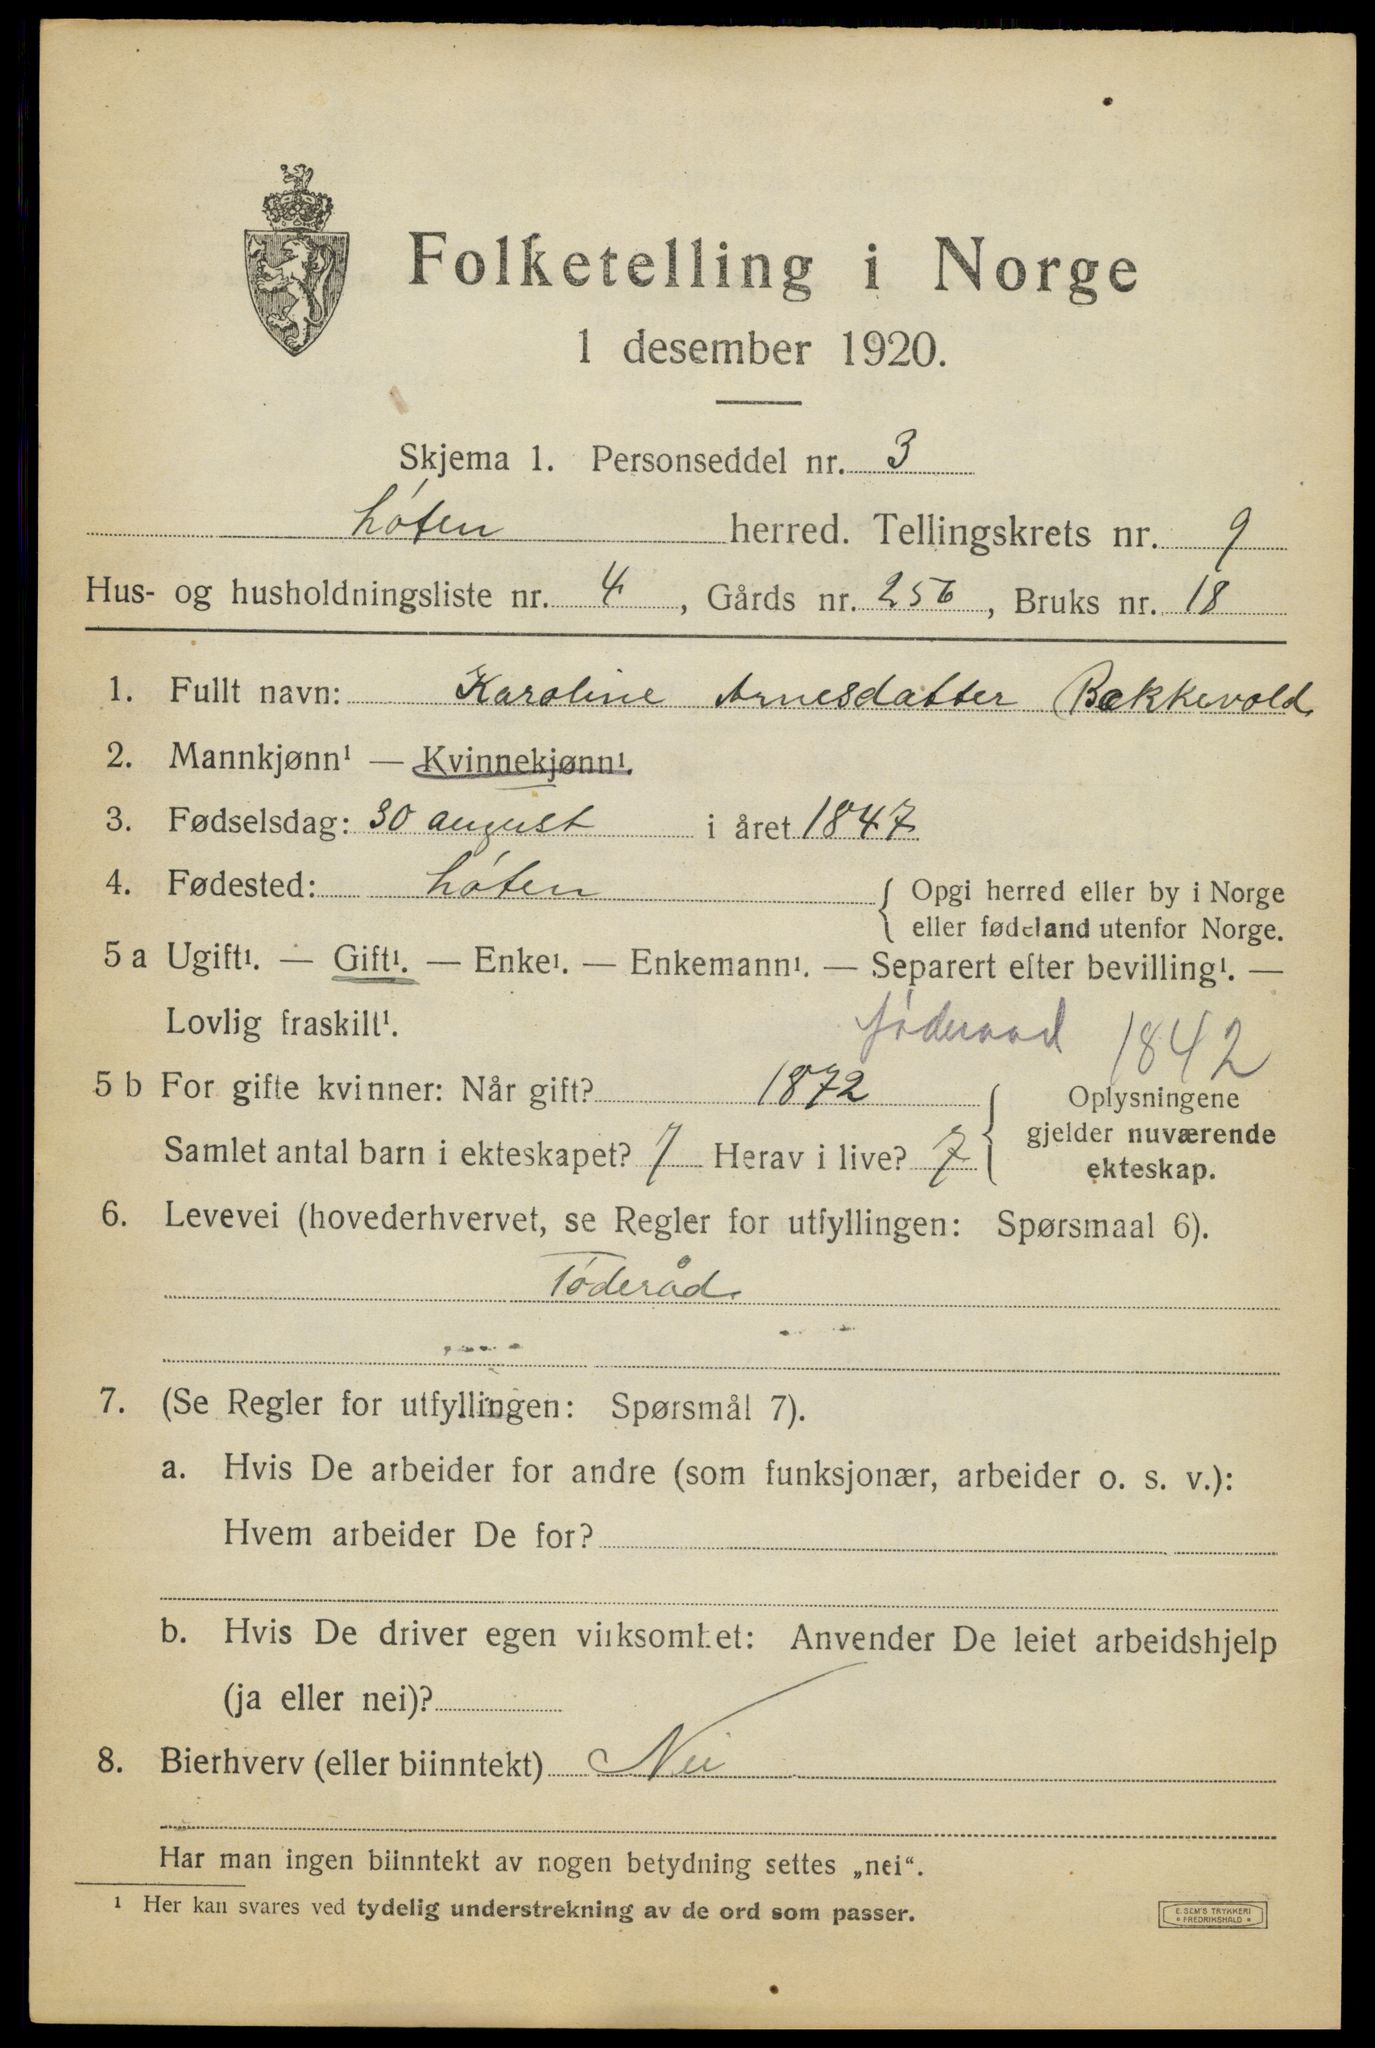 Folketelling i Norge
1 desember 1920.
Skjema 1. Personseddel nr. 3
Løten herred. Tellingskrets nr. 9
Hus- og husholdningsliste nr. 4, Gårds nr. 256, Bruks nr. 18
1. Fullt navn: Karoline Arnesdatter Bækkevold
2. Mannkjønn¹ — Kvinnekjønn¹.
3. Fødselsdag: 30 august i året 1847
4. Fødested: Løten { Opgi herred eller by i Norge
eller fødeland utenfor Norge.
5 a Ugift¹. — Gift¹. — Enke¹. — Enkemann¹. — Separert efter bevilling¹. —
Lovlig fraskilt¹. føderaad 1842
5 b For gifte kvinner: Når gift? 1872 { Oplysningene
gjelder nuværende
Samlet antal barn i ekteskapet? 7 Herav i live? 7
ekteskap.
6. Levevei (hovederhvervet, se Regler for utfyllingen: Spørsmaal 6).
Føderåd
7. (Se Regler for utfyllingen: Spørsmål 7).
a. Hvis De arbeider for andre (som funksjonær, arbeider o. s. v.):
Hvem arbeider De for?
b. Hvis De driver egen virksomhet: Anvender De leiet arbeidshjelp
(ja eller nei)?
8. Bierhverv (eller biinntekt) Nei
Har man ingen biinntekt av nogen betydning settes „nei“.
¹ Her kan svares ved tydelig understrekning av de ord som passer.
E. SEM'S TRYKKERI
* FREDRIKSHALD *